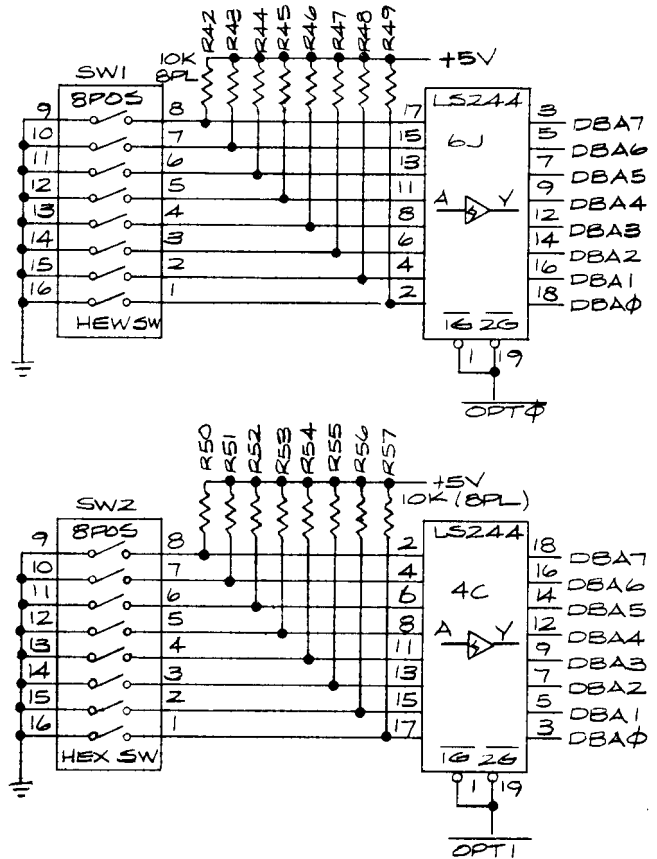 R42 R43 R44 R45 R46 R47 R48 R49
10K
8PL
+5V
SW1
8POS
LS244
6J
9 8 17 3 DBA7
10 7 15 5 DBA6
11 6 13 7 DBA5
12 5 11 9 DBA4
A Y
13 4 8 12 DBA3
14 3 6 14 DBA2
15 2 4 16 DBA1
16 1 2 18 DBAϕ
HEW SW
1G 2G
1 19
OPTϕ
R50 R51 R52 R53 R54 R55 R56 R57
+5V
10K (8PL)
SW2
8POS
LS244
4C
9 8 2 18 DBA7
10 7 4 16 DBA6
11 6 6 14 DBA5
12 5 8 12 DBA4
A Y
13 4 11 9 DBA3
14 3 13 7 DBA2
15 2 15 5 DBA1
16 1 17 3 DBAϕ
HEX SW
1G 2G
1 19
OPT1